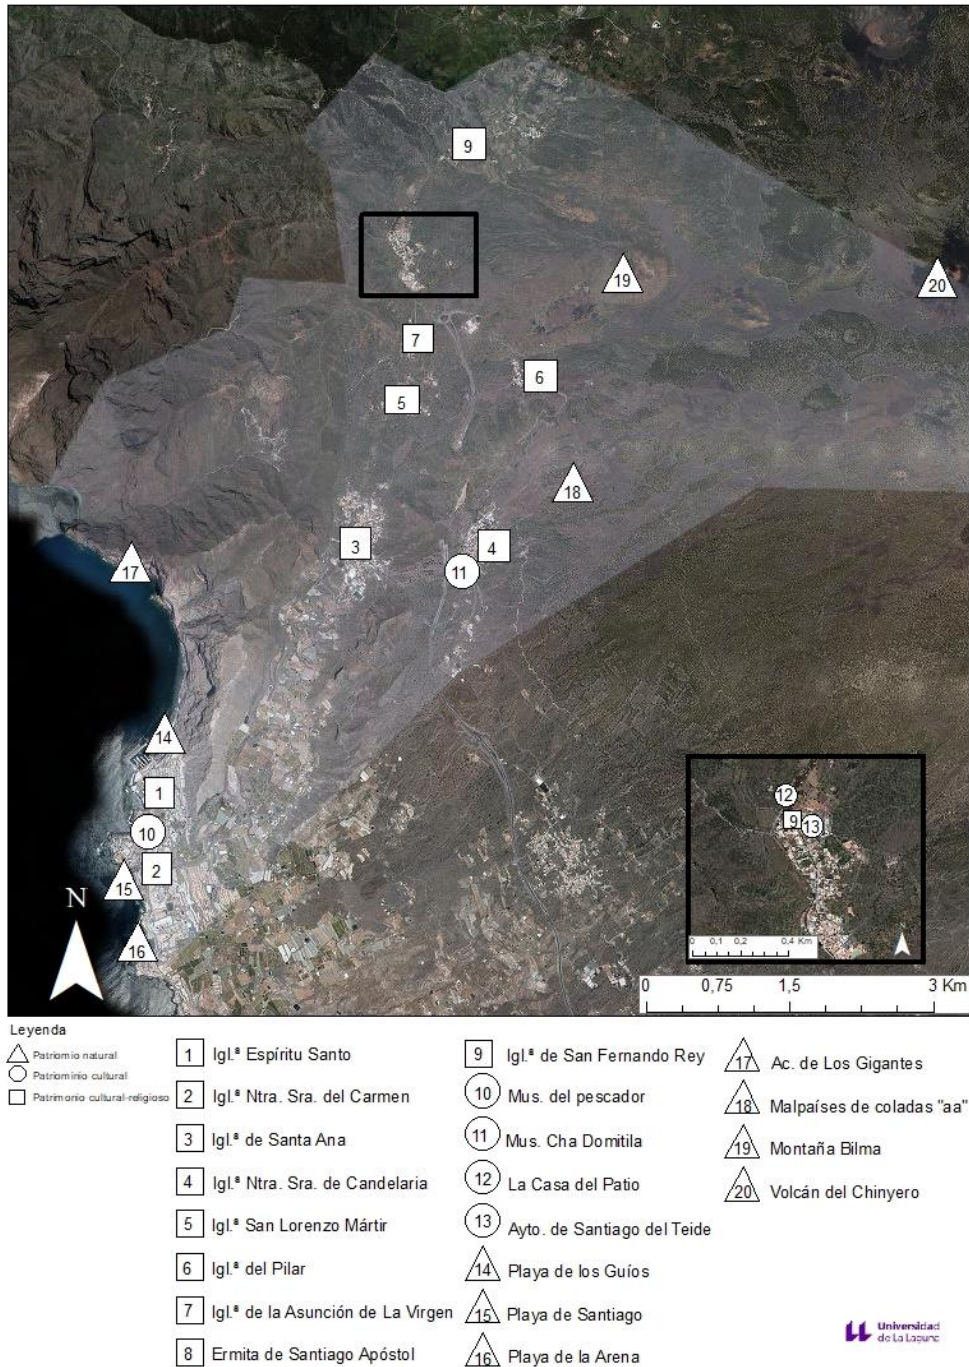 9
19
20
7
6
5
18
3
4
11
17
14
1
10
2
15
N
16
12
9
13
0 0,1 0,2 0,4 Km
0 0,75 1,5 3 Km
Leyenda
Patriomio natural
Patriominio cultural
Patrimonio cultural-religioso
1 Igl.ª Espíritu Santo
2 Igl.ª Ntra. Sra. del Carmen
3 Igl.ª de Santa Ana
4 Igl.ª Ntra. Sra. de Candelaria
5 Igl.ª San Lorenzo Mártir
6 Igl.ª del Pilar
7 Igl.ª de la Asunción de La Virgen
8 Ermita de Santiago Apóstol
9 Igl.ª de San Fernando Rey
10 Mus. del pescador
11 Mus. Cha Domitila
12 La Casa del Patio
13 Ayto. de Santiago del Teide
14 Playa de los Guíos
15 Playa de Santiago
16 Playa de la Arena
17 Ac. de Los Gigantes
18 Malpaíses de coladas "aa"
19 Montaña Bilma
20 Volcán del Chinyero
Universidad
de La Laguna